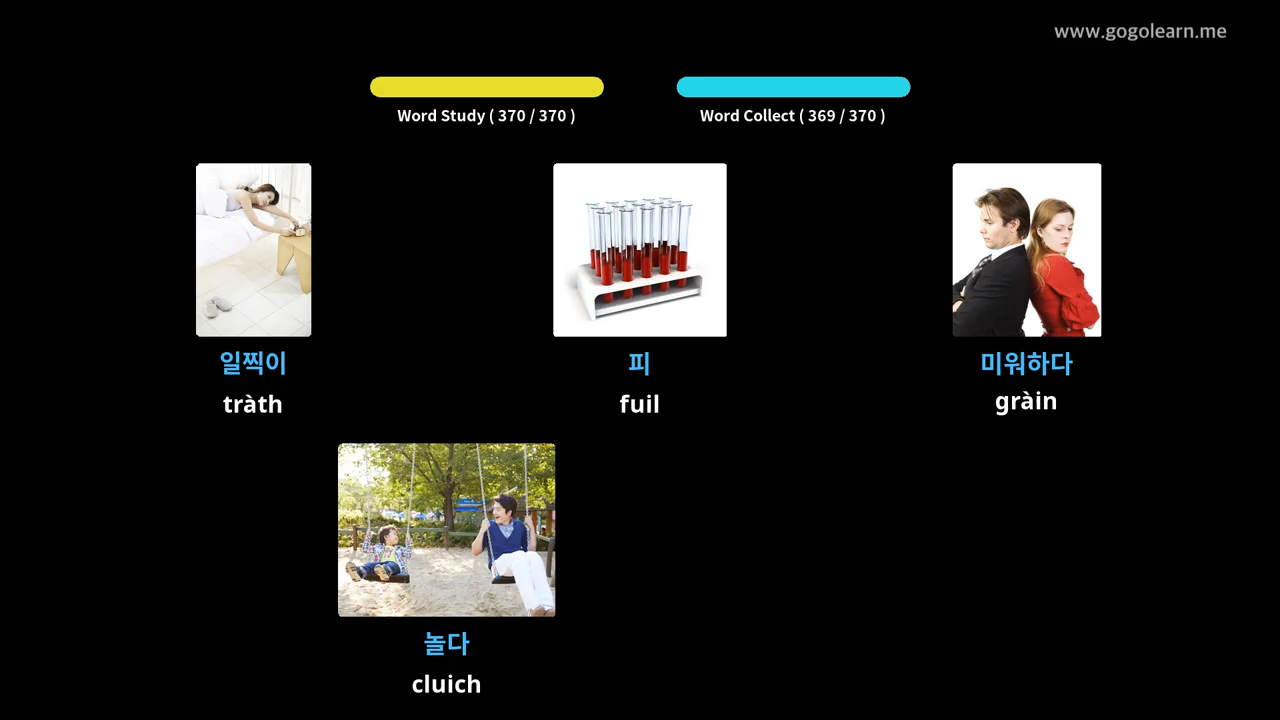 www.gogolearn.me
Word Study ( 370 / 370 )
Word Collect ( 369 / 370 )
일찍이
피
미워하다
tràth
fuil
gràin
놀다
cluich